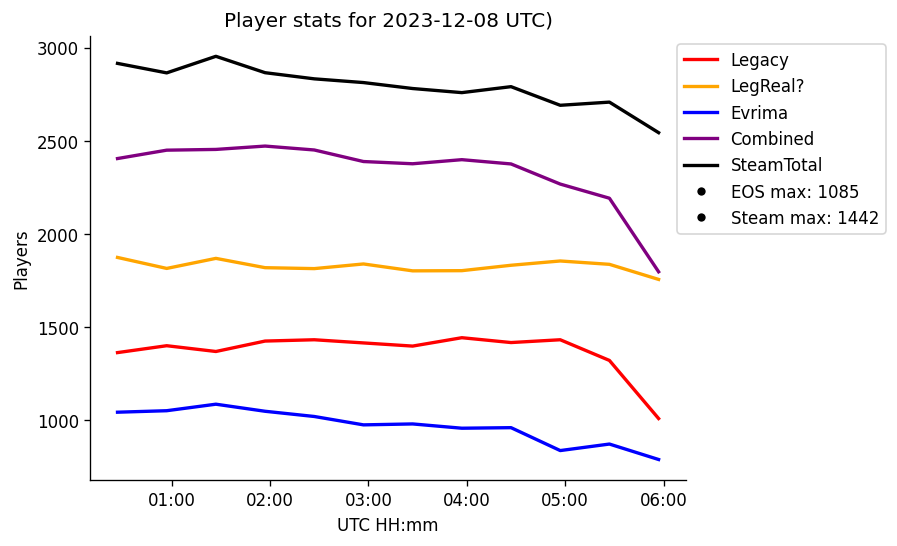 Player stats for 2023-12-08 UTC)
3000
2500
2000
1500
1000
Players
01:00 02:00 03:00 04:00 05:00 06:00
UTC HH:mm
Legacy
LegReal?
Evrima
Combined
SteamTotal
EOS max: 1085
Steam max: 1442